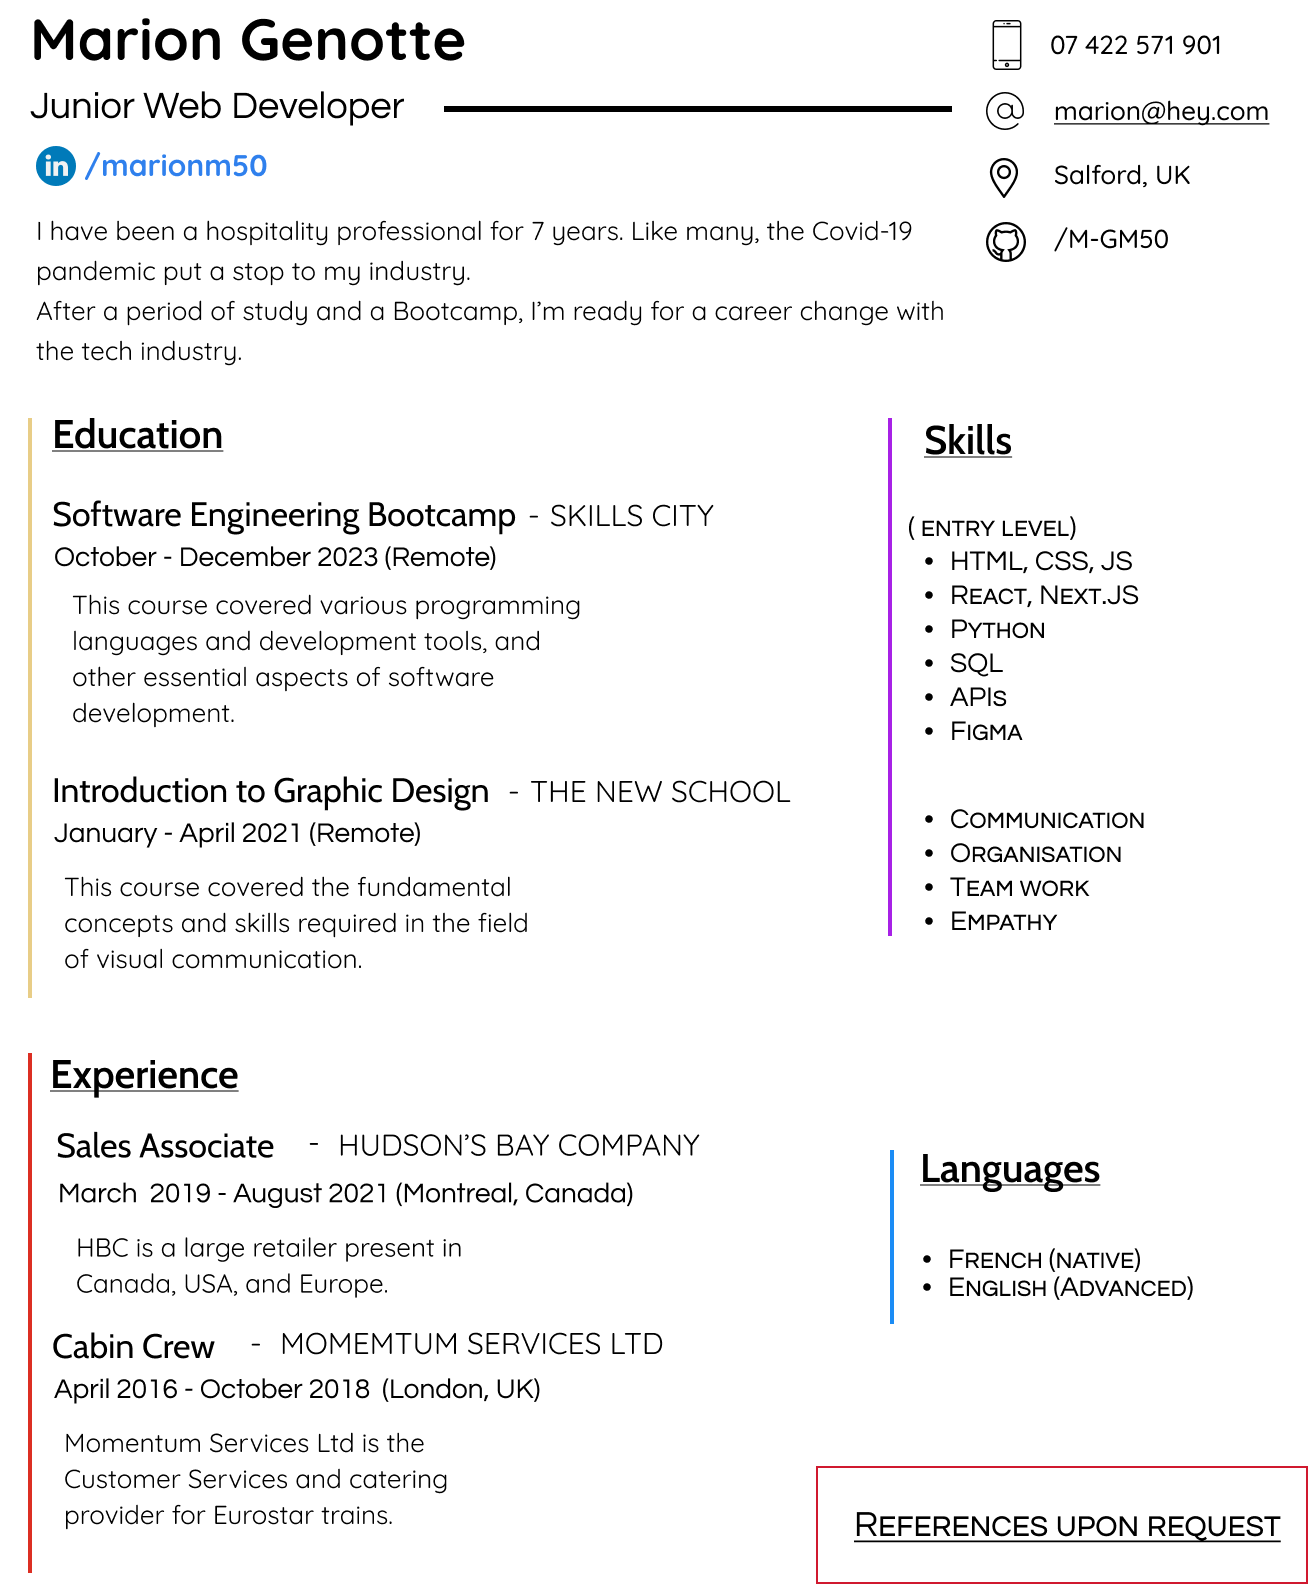 Marion Genotte
Junior Web Developer
in /marionm50
07 422 571 901
marion@hey.com
Salford, UK
/M-GM50
I have been a hospitality professional for 7 years. Like many, the Covid-19
pandemic put a stop to my industry.
After a period of study and a Bootcamp, I’m ready for a career change with
the tech industry.
Education
Software Engineering Bootcamp - SKILLS CITY
October - December 2023 (Remote)
This course covered various programming
languages and development tools, and
other essential aspects of software
development.
Introduction to Graphic Design - THE NEW SCHOOL
January - April 2021 (Remote)
This course covered the fundamental
concepts and skills required in the field
of visual communication.
Skills
( ENTRY LEVEL)
• HTML, CSS, JS
• REACT, NEXT.JS
• PYTHON
• SQL
• APIS
• FIGMA
• COMMUNICATION
• ORGANISATION
• TEAM WORK
• EMPATHY
Experience
Sales Associate - HUDSON’S BAY COMPANY
March 2019 - August 2021 (Montreal, Canada)
HBC is a large retailer present in
Canada, USA, and Europe.
Cabin Crew - MOMEMTUM SERVICES LTD
April 2016 - October 2018 (London, UK)
Momentum Services Ltd is the
Customer Services and catering
provider for Eurostar trains.
Languages
• FRENCH (NATIVE)
• ENGLISH (ADVANCED)
REFERENCES UPON REQUEST